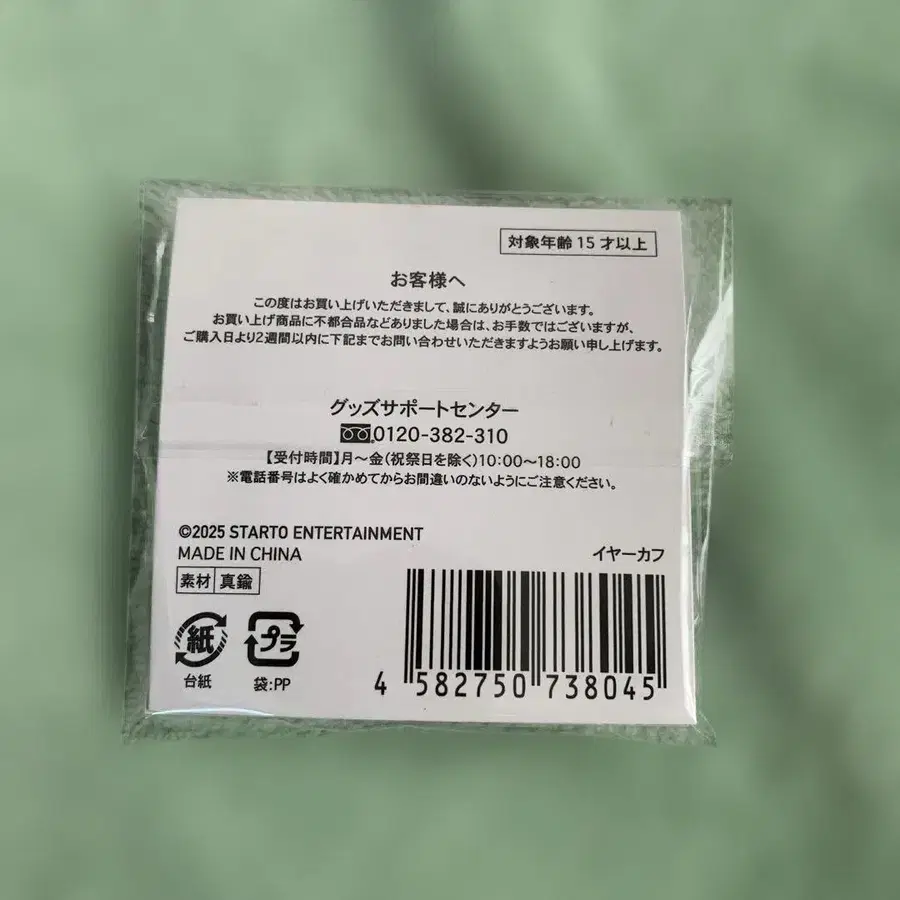 対象年齢 15 才以上
お客様へ
この度はお買い上げいただきまして、誠にありがとうございます。
お買い上げ商品に不都合品などありました場合は、お手数ではございますが、
ご購入日より2週間以内に下記までお問い合わせいただきますようお願い申し上げます。
グッズサポートセンター
0120-382-310
【受付時間】月～金(祝祭日を除く)10:00～18:00
※電話番号はよく確かめてからお間違いのないようにご注意ください。
©2025 STARTO ENTERTAINMENT
MADE IN CHINA
イヤーカフ
素材 真鍮
紙
プラ
台紙
袋:PP
4 582750 738045